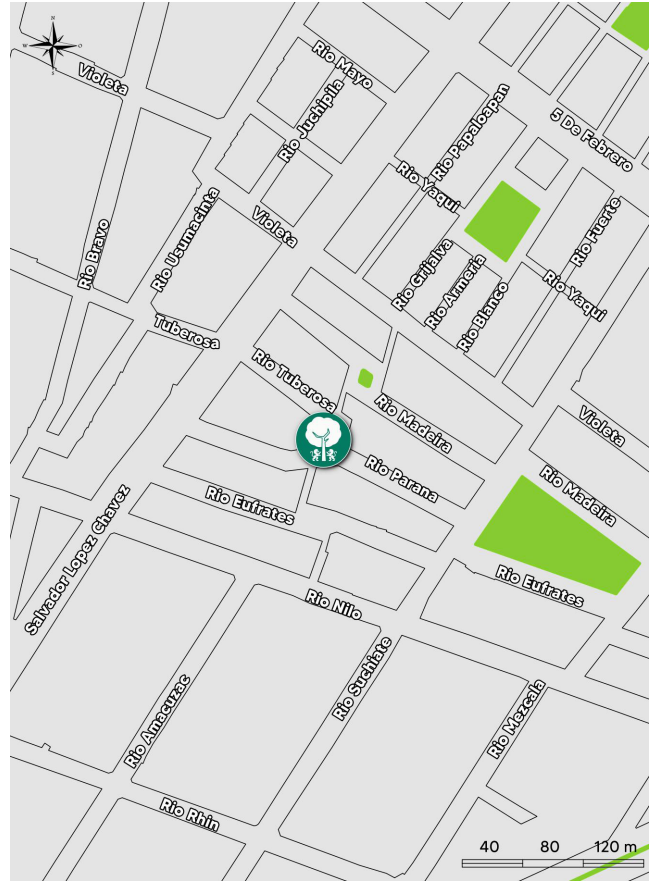 N
W
O
S
Violeta
Rio Mayo
Rio Juchipila
Rio Papaloapan
5 De Febrero
Rio Yaqui
Rio Bravo
Rio Usumacinta
Violeta
Rio Fuerte
Rio Grijalva
Rio Armeria
Rio Blanco
Rio Yaqui
Tuberosa
Rio Tuberosa
Rio Madeira
Violeta
Rio Parana
Rio Madeira
Rio Eufrates
Salvador Lopez Chavez
Rio Eufrates
Rio Nilo
Rio Suchiate
Rio Mezcala
Rio Amacuzac
Rio Rhin
40 80 120 m